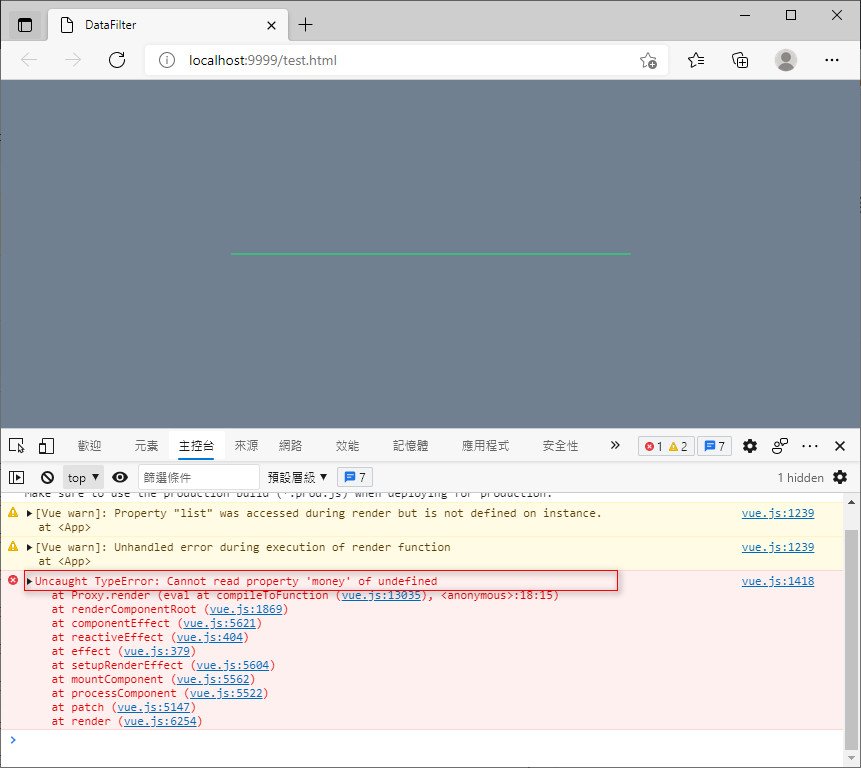 DataFilter
localhost:9999/test.html
歡迎 元素 主控台 來源 網路 效能 記憶體 應用程式 安全性 1 2 7
top 篩選條件 預設層級 7 1 hidden
Make sure to use the production build (*.prod.js) when deploying for production.
[Vue warn]: Property "list" was accessed during render but is not defined on instance. vue.js:1239
at <App>
[Vue warn]: Unhandled error during execution of render function vue.js:1239
at <App>
Uncaught TypeError: Cannot read property 'money' of undefined vue.js:1418
at Proxy.render (eval at compileToFunction (vue.js:13035), <anonymous>:18:15)
at renderComponentRoot (vue.js:1869)
at componentEffect (vue.js:5621)
at reactiveEffect (vue.js:404)
at effect (vue.js:379)
at setupRenderEffect (vue.js:5604)
at mountComponent (vue.js:5562)
at processComponent (vue.js:5522)
at patch (vue.js:5147)
at render (vue.js:6254)